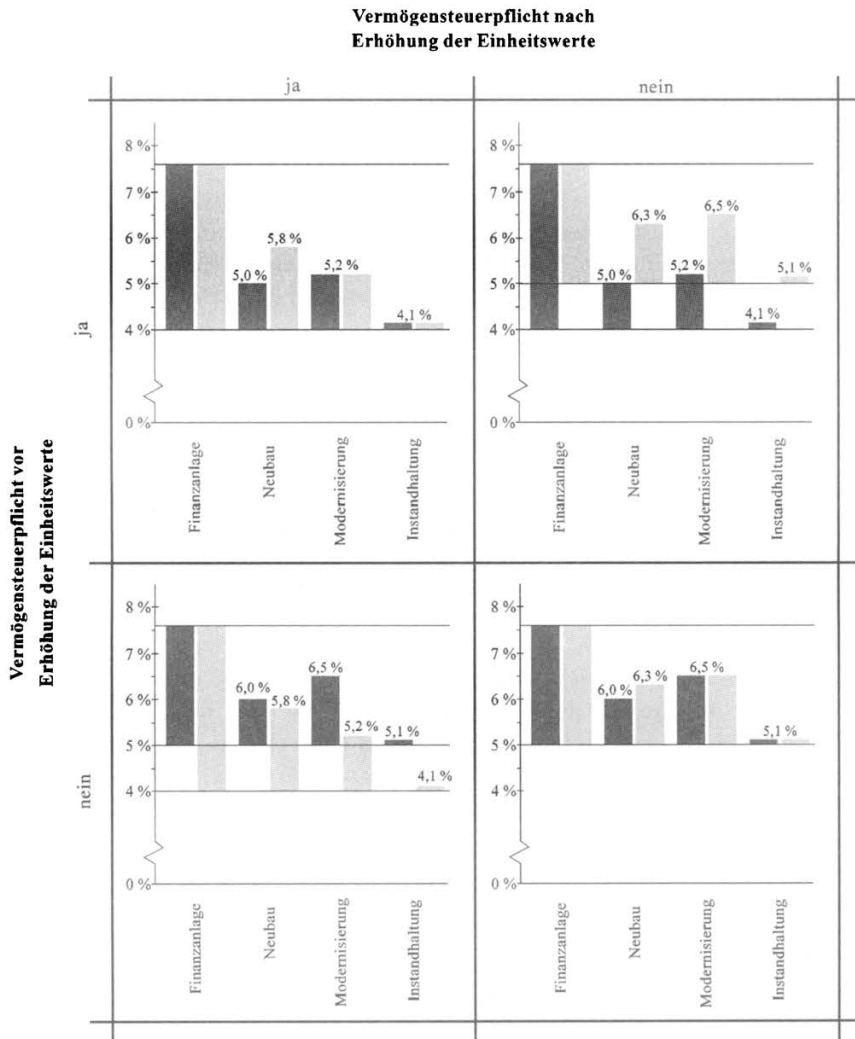 Vermögensteuerpflicht nach
Erhöhung der Einheitswerte
ja
nein
Vermögensteuerpflicht vor
Erhöhung der Einheitswerte
ja
8 %
7 %
6 %
5 %
4 %
0 %
5,0 %
5,8 %
5,2 %
4,1 %
Finanzanlage
Neubau
Modernisierung
Instandhaltung
8 %
7 %
6 %
5 %
4 %
0 %
5,0 %
6,3 %
5,2 %
6,5 %
4,1 %
5,1 %
Finanzanlage
Neubau
Modernisierung
Instandhaltung
nein
8 %
7 %
6 %
5 %
4 %
0 %
6,0 %
5,8 %
6,5 %
5,2 %
5,1 %
4,1 %
Finanzanlage
Neubau
Modernisierung
Instandhaltung
8 %
7 %
6 %
5 %
4 %
0 %
6,0 %
6,3 %
6,5 %
5,1 %
Finanzanlage
Neubau
Modernisierung
Instandhaltung